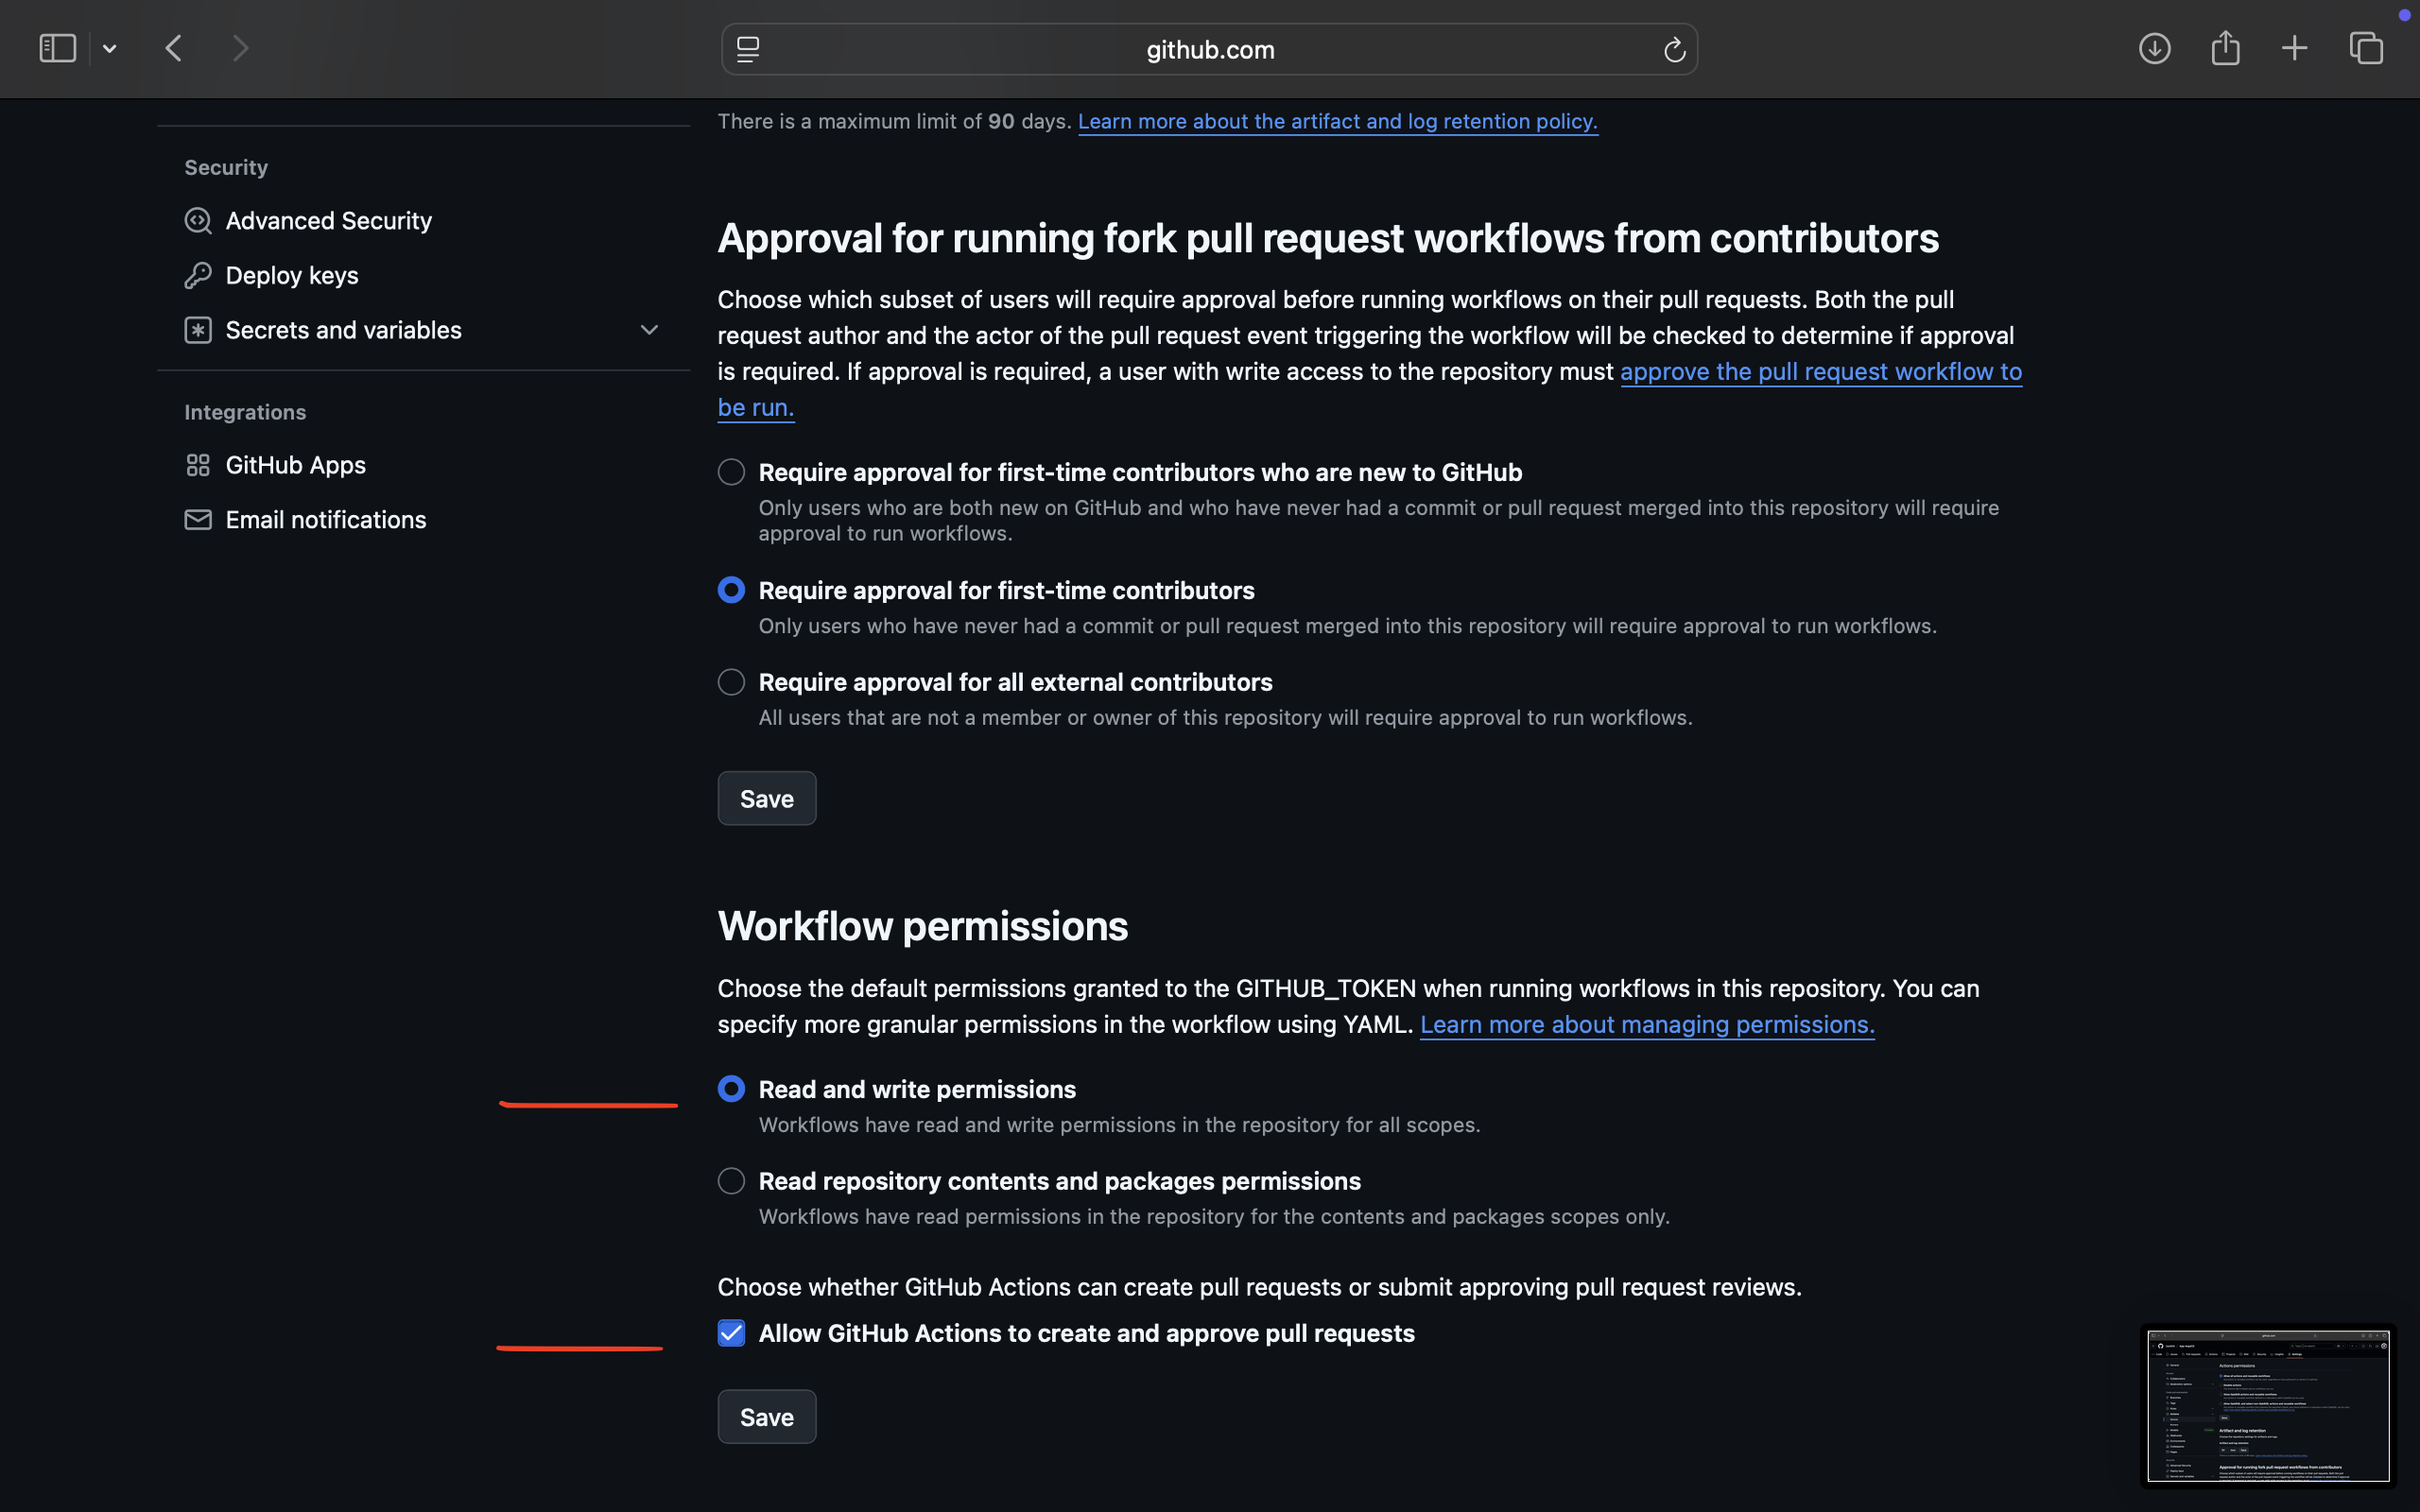 github.com
There is a maximum limit of 90 days. Learn more about the artifact and log retention policy.
Security
Advanced Security
Deploy keys
Secrets and variables
Integrations
GitHub Apps
Email notifications
Approval for running fork pull request workflows from contributors
Choose which subset of users will require approval before running workflows on their pull requests. Both the pull
request author and the actor of the pull request event triggering the workflow will be checked to determine if approval
is required. If approval is required, a user with write access to the repository must approve the pull request workflow to
be run.
Require approval for first-time contributors who are new to GitHub
Only users who are both new on GitHub and who have never had a commit or pull request merged into this repository will require
approval to run workflows.
Require approval for first-time contributors
Only users who have never had a commit or pull request merged into this repository will require approval to run workflows.
Require approval for all external contributors
All users that are not a member or owner of this repository will require approval to run workflows.
Save
Workflow permissions
Choose the default permissions granted to the GITHUB_TOKEN when running workflows in this repository. You can
specify more granular permissions in the workflow using YAML. Learn more about managing permissions.
Read and write permissions
Workflows have read and write permissions in the repository for all scopes.
Read repository contents and packages permissions
Workflows have read permissions in the repository for the contents and packages scopes only.
Choose whether GitHub Actions can create pull requests or submit approving pull request reviews.
Allow GitHub Actions to create and approve pull requests
Save